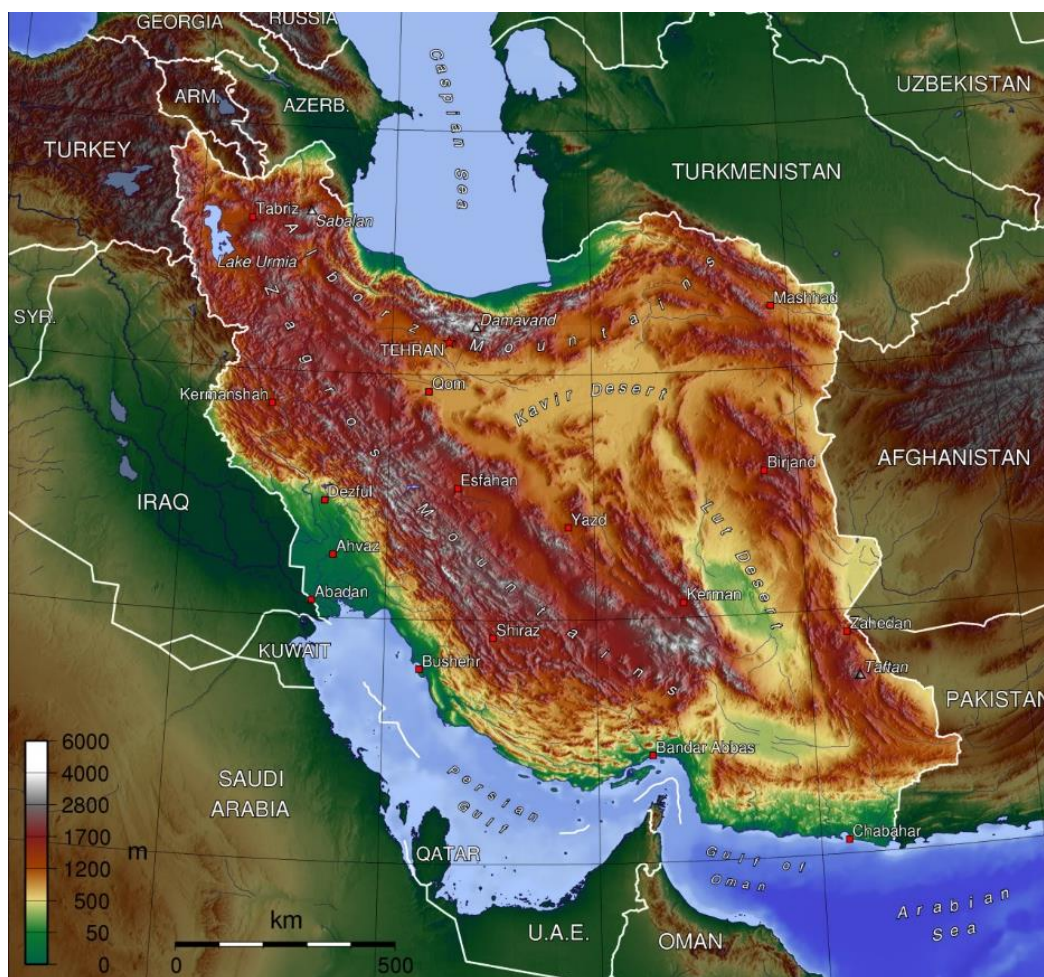 GEORGIA
RUSSIA
ARM.
AZERB.
Caspian Sea
UZBEKISTAN
TURKEY
TURKMENISTAN
Tabriz
Sabalan
Lake Urmia
Alborz Mountains
Mashhad
SYR.
Damavand
TEHRAN
Zagros Mountains
Qom
Kavir Desert
Kermanshah
Birjand
AFGHANISTAN
Esfahan
IRAQ
Dezful
Yazd
Lut Desert
Ahvaz
Abadan
Kerman
Zahedan
KUWAIT
Shiraz
Bushehr
Taftan
PAKISTAN
Bandar Abbas
6000
4000
2800
1700
1200
500
50
0
m
SAUDI
ARABIA
Persian
Gulf
QATAR
Chabahar
Gulf of
Oman
Arabian
Sea
km
0
500
U.A.E.
OMAN